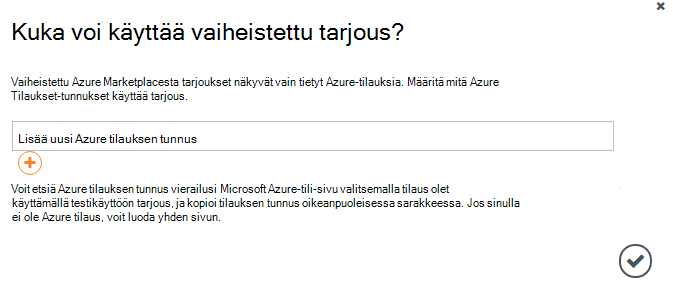 Kuka voi käyttää vaiheistettu tarjous?
Vaiheistettu Azure Marketplacesta tarjoukset näkyvät vain tietyt Azure-tilauksia. Määritä mitä Azure
Tilaukset-tunnukset käyttää tarjous.
Lisää uusi Azure tilauksen tunnus
Voit etsiä Azure tilauksen tunnus vierailusi Microsoft Azure-tili-sivu valitsemalla tilaus olet
käyttämällä testikäyttöön tarjous, ja kopioi tilauksen tunnus oikeanpuoleisessa sarakkeessa. Jos sinulla
ei ole Azure tilaus, voit luoda yhden sivun.